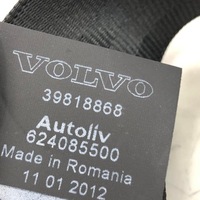 VOLVO
39818868
Autoliv
624085500
Made in Romania
11 01 2012